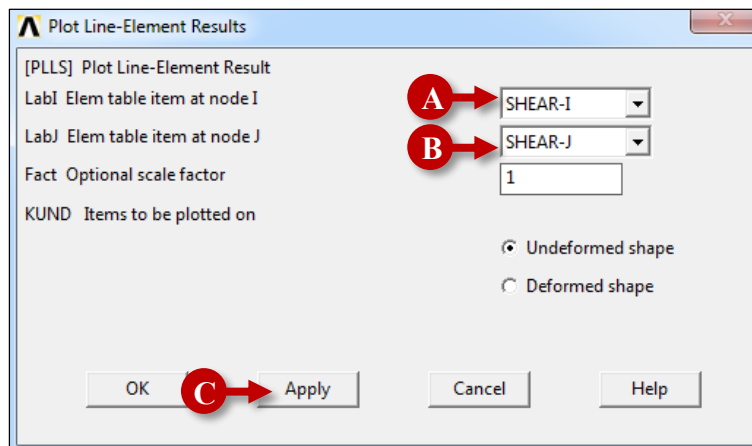 Plot Line-Element Results
[PLLS] Plot Line-Element Result
LabI Elem table item at node I
A
SHEAR-I
LabJ Elem table item at node J
B
SHEAR-J
Fact Optional scale factor
1
KUND Items to be plotted on
Undeformed shape
Deformed shape
OK
C
Apply
Cancel
Help